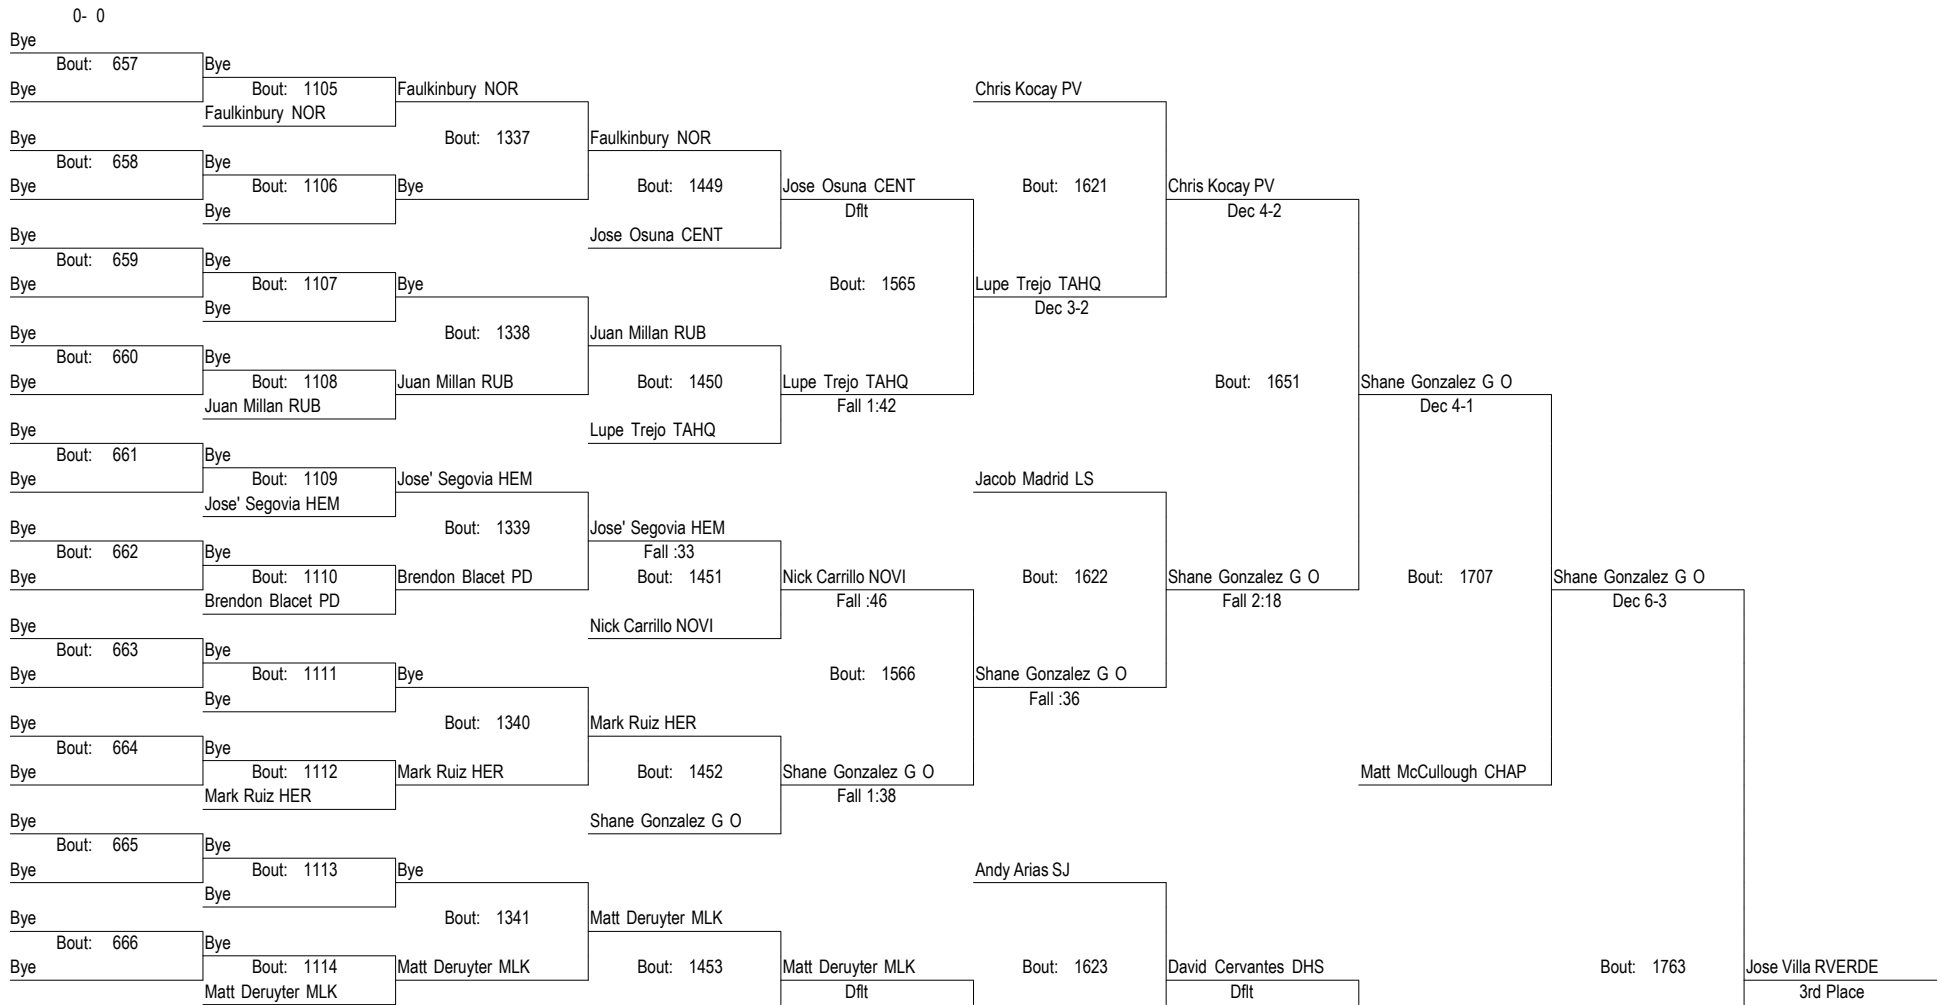 0- 0
Bye
Bout: 657 Bye
Bye Bout: 1105 Faulkinbury NOR Chris Kocay PV
Faulkinbury NOR
Bye Bout: 1337 Faulkinbury NOR
Bout: 658 Bye
Bye Bout: 1106 Bye Bout: 1449 Jose Osuna CENT Bout: 1621 Chris Kocay PV
Bye Dflt Dec 4-2
Bye Jose Osuna CENT
Bout: 659 Bye
Bye Bout: 1107 Bye Bout: 1565 Lupe Trejo TAHQ
Bye Dec 3-2
Bye Bout: 1338 Juan Millan RUB
Bout: 660 Bye
Bye Bout: 1108 Juan Millan RUB Bout: 1450 Lupe Trejo TAHQ Bout: 1651 Shane Gonzalez G O
Juan Millan RUB Fall 1:42 Dec 4-1
Bye Lupe Trejo TAHQ
Bout: 661 Bye
Bye Bout: 1109 Jose' Segovia HEM Jacob Madrid LS
Jose' Segovia HEM
Bye Bout: 1339 Jose' Segovia HEM
Bout: 662 Bye Fall :33
Bye Bout: 1110 Brendon Blacet PD Bout: 1451 Nick Carrillo NOVI Bout: 1622 Shane Gonzalez G O Bout: 1707 Shane Gonzalez G O
Brendon Blacet PD Fall :46 Fall 2:18 Dec 6-3
Bye Nick Carrillo NOVI
Bout: 663 Bye
Bye Bout: 1111 Bye Bout: 1566 Shane Gonzalez G O
Bye Fall :36
Bye Bout: 1340 Mark Ruiz HER
Bout: 664 Bye
Bye Bout: 1112 Mark Ruiz HER Bout: 1452 Shane Gonzalez G O Matt McCullough CHAP
Mark Ruiz HER Fall 1:38
Bye Shane Gonzalez G O
Bout: 665 Bye
Bye Bout: 1113 Bye Andy Arias SJ
Bye
Bye Bout: 1341 Matt Deruyter MLK
Bout: 666 Bye
Bye Bout: 1114 Matt Deruyter MLK Bout: 1453 Matt Deruyter MLK Bout: 1623 David Cervantes DHS Bout: 1763 Jose Villa RVERDE
Matt Deruyter MLK Dflt Dflt 3rd Place